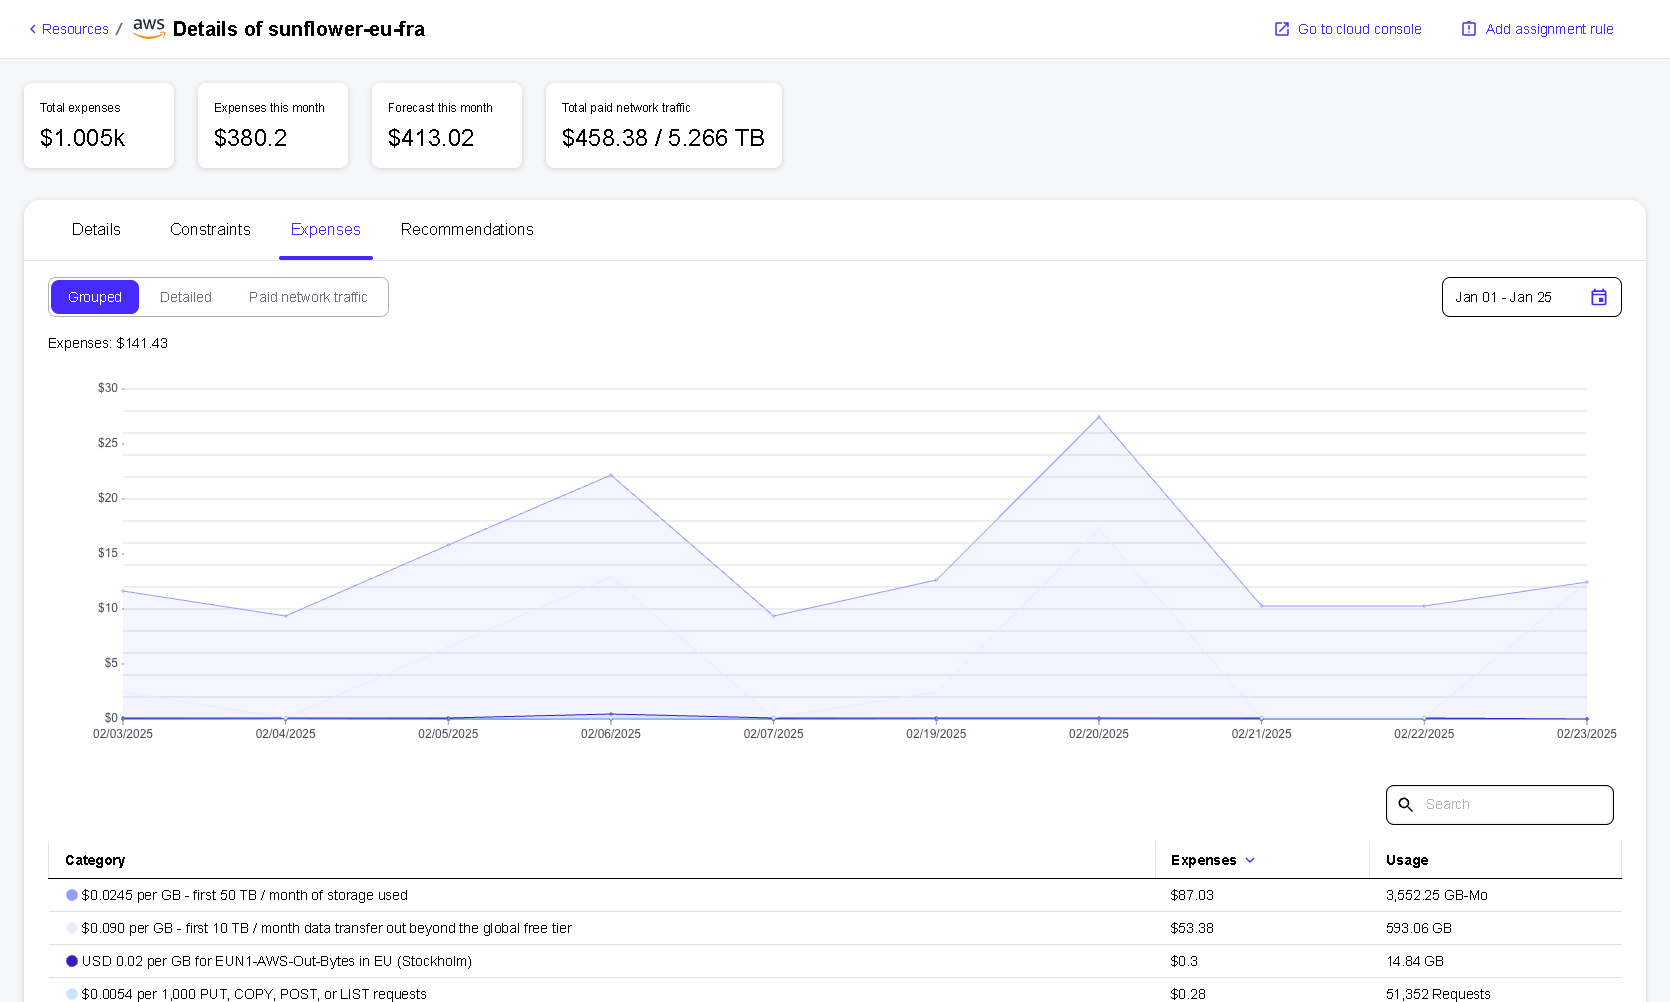 Resources / aws Details of sunflower-eu-fra
Go to cloud console
Add assignment rule
Total expenses
$1.005k
Expenses this month
$380.2
Forecast this month
$413.02
Total paid network traffic
$458.38 / 5.266 TB
Details
Constraints
Expenses
Recommendations
Grouped
Detailed
Paid network traffic
Jan 01 - Jan 25
Expenses: $141.43
$30
$25
$20
$15
$10
$5
$0
02/03/2025
02/04/2025
02/05/2025
02/06/2025
02/07/2025
02/19/2025
02/20/2025
02/21/2025
02/22/2025
02/23/2025
Search
Category Expenses Usage
$0.0245 per GB - first 50 TB / month of storage used $87.03 3,552.25 GB-Mo
$0.090 per GB - first 10 TB / month data transfer out beyond the global free tier $53.38 593.06 GB
USD 0.02 per GB for EUN1-AWS-Out-Bytes in EU (Stockholm) $0.3 14.84 GB
$0.0054 per 1,000 PUT, COPY, POST, or LIST requests $0.28 51,352 Requests